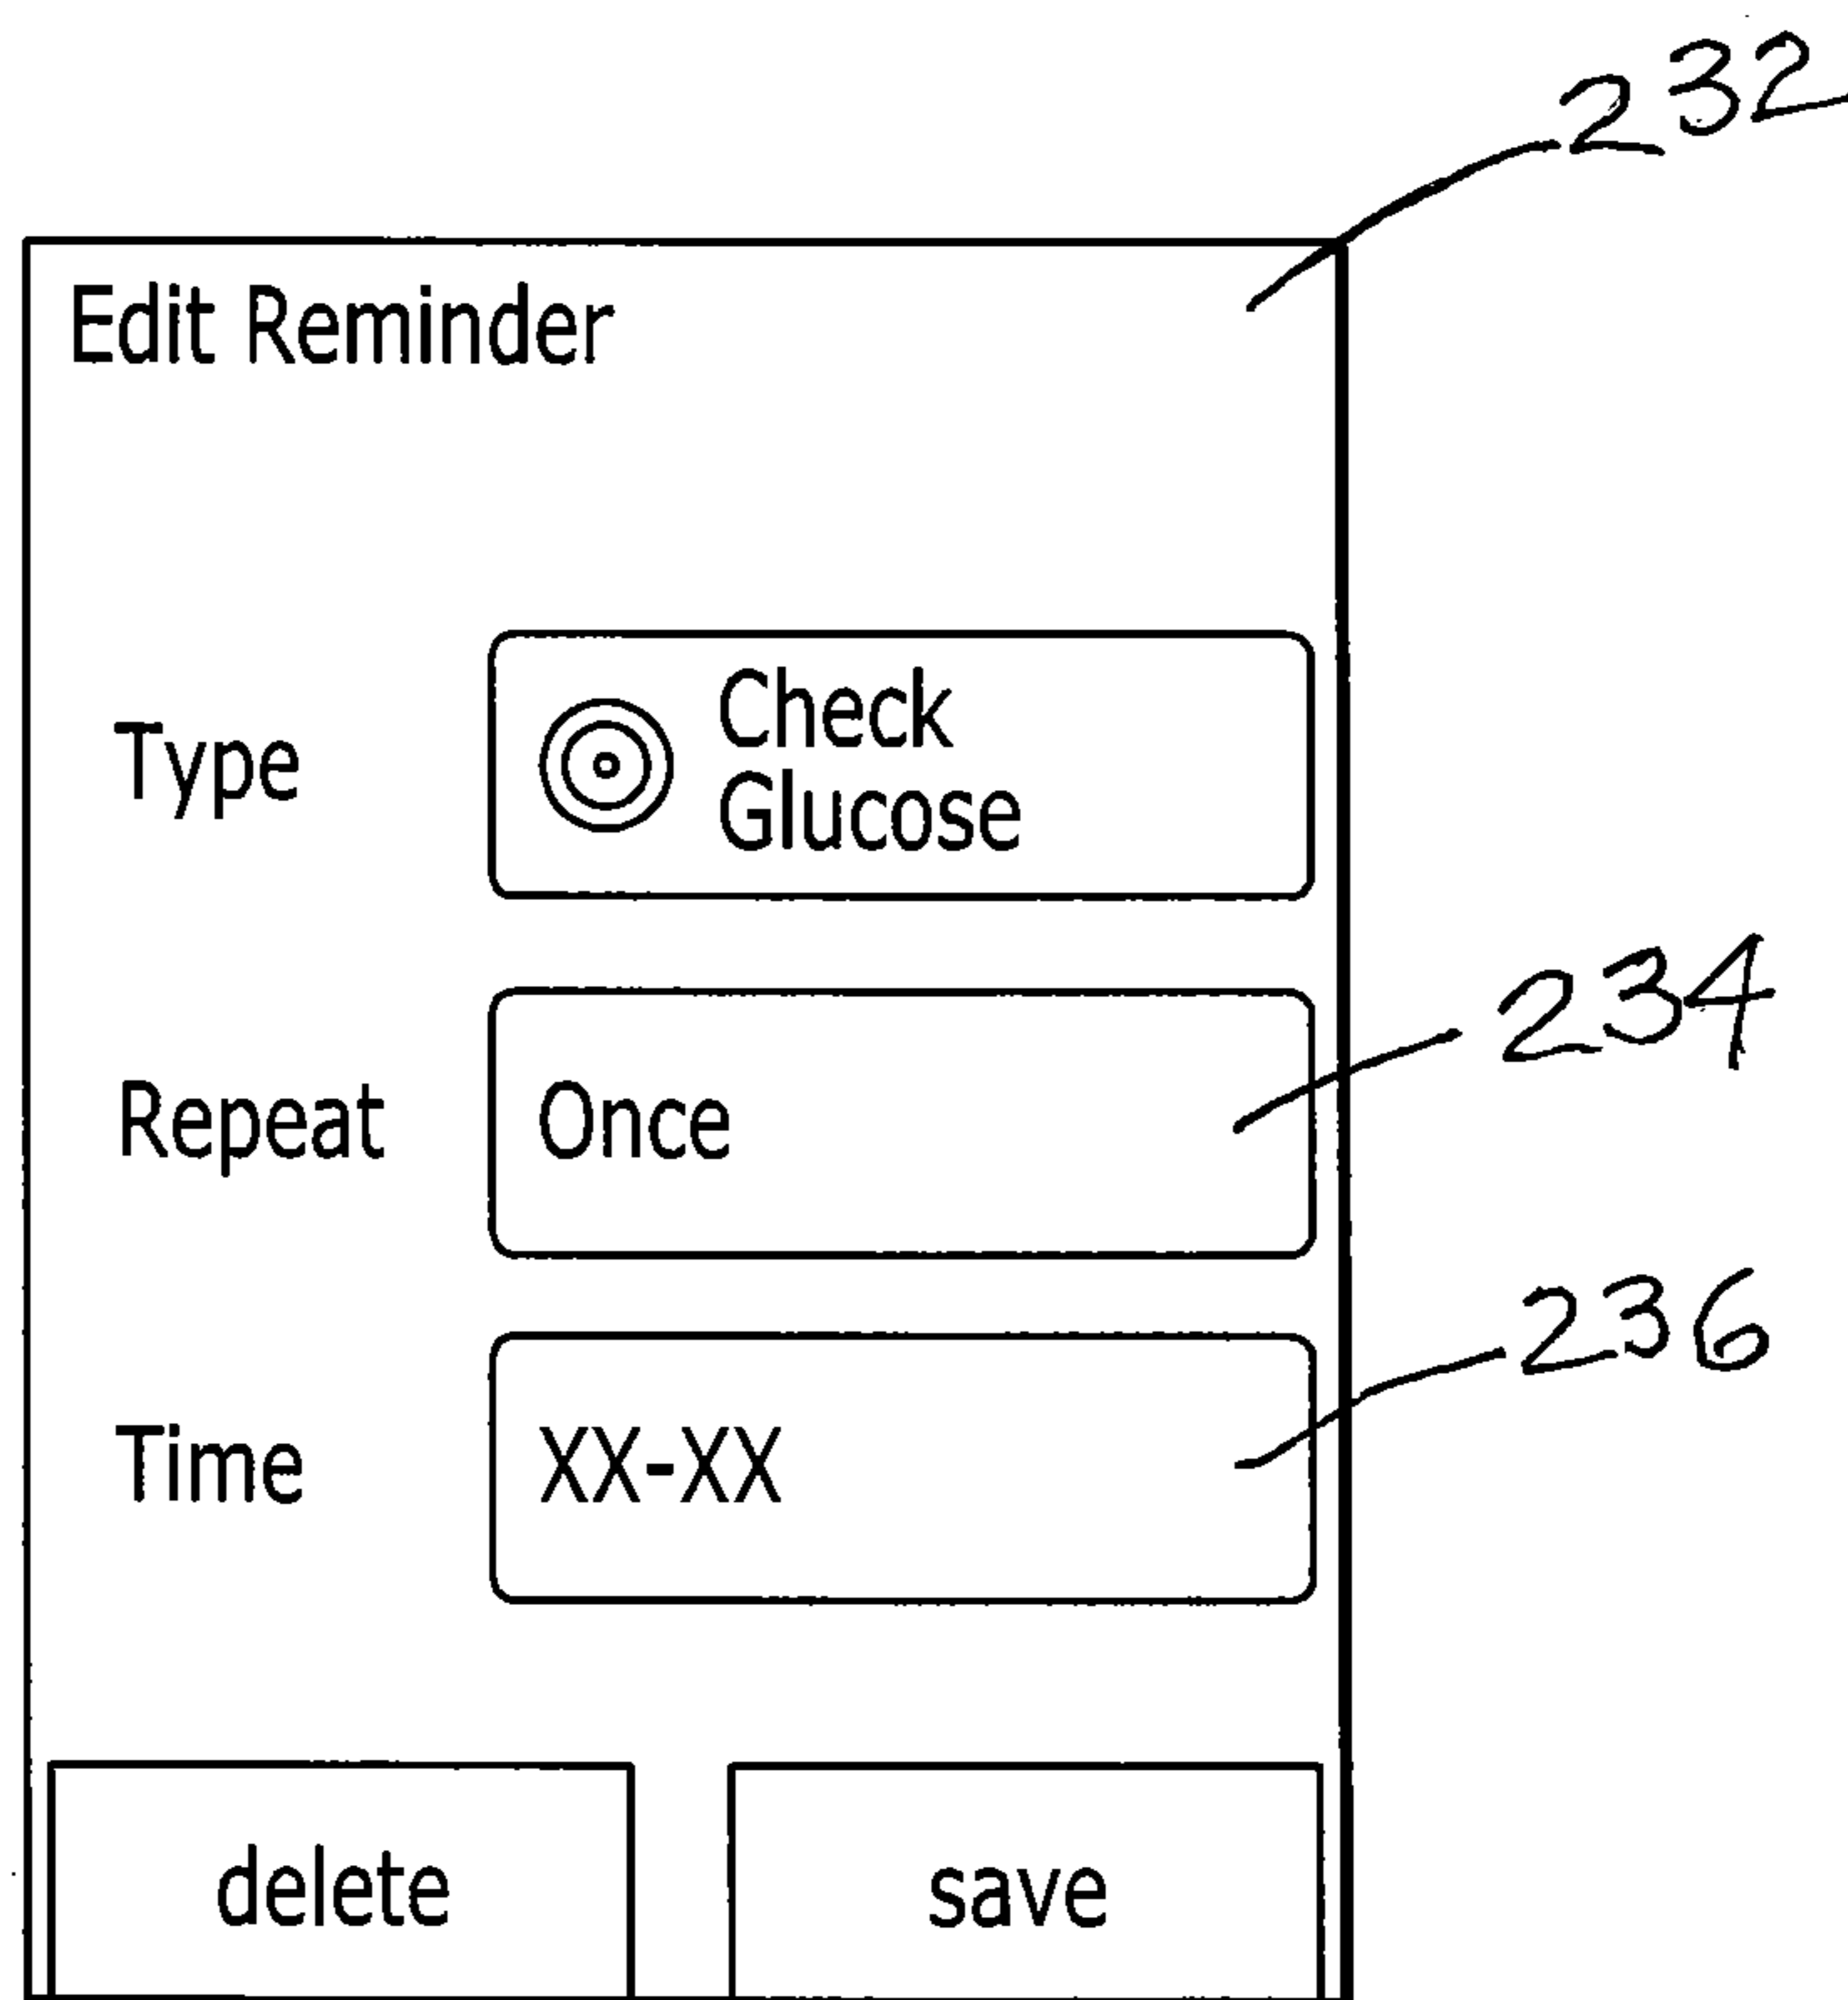 232
Edit Reminder
Type
Check
Glucose
234
Repeat
Once
236
Time
XX-XX
delete
save